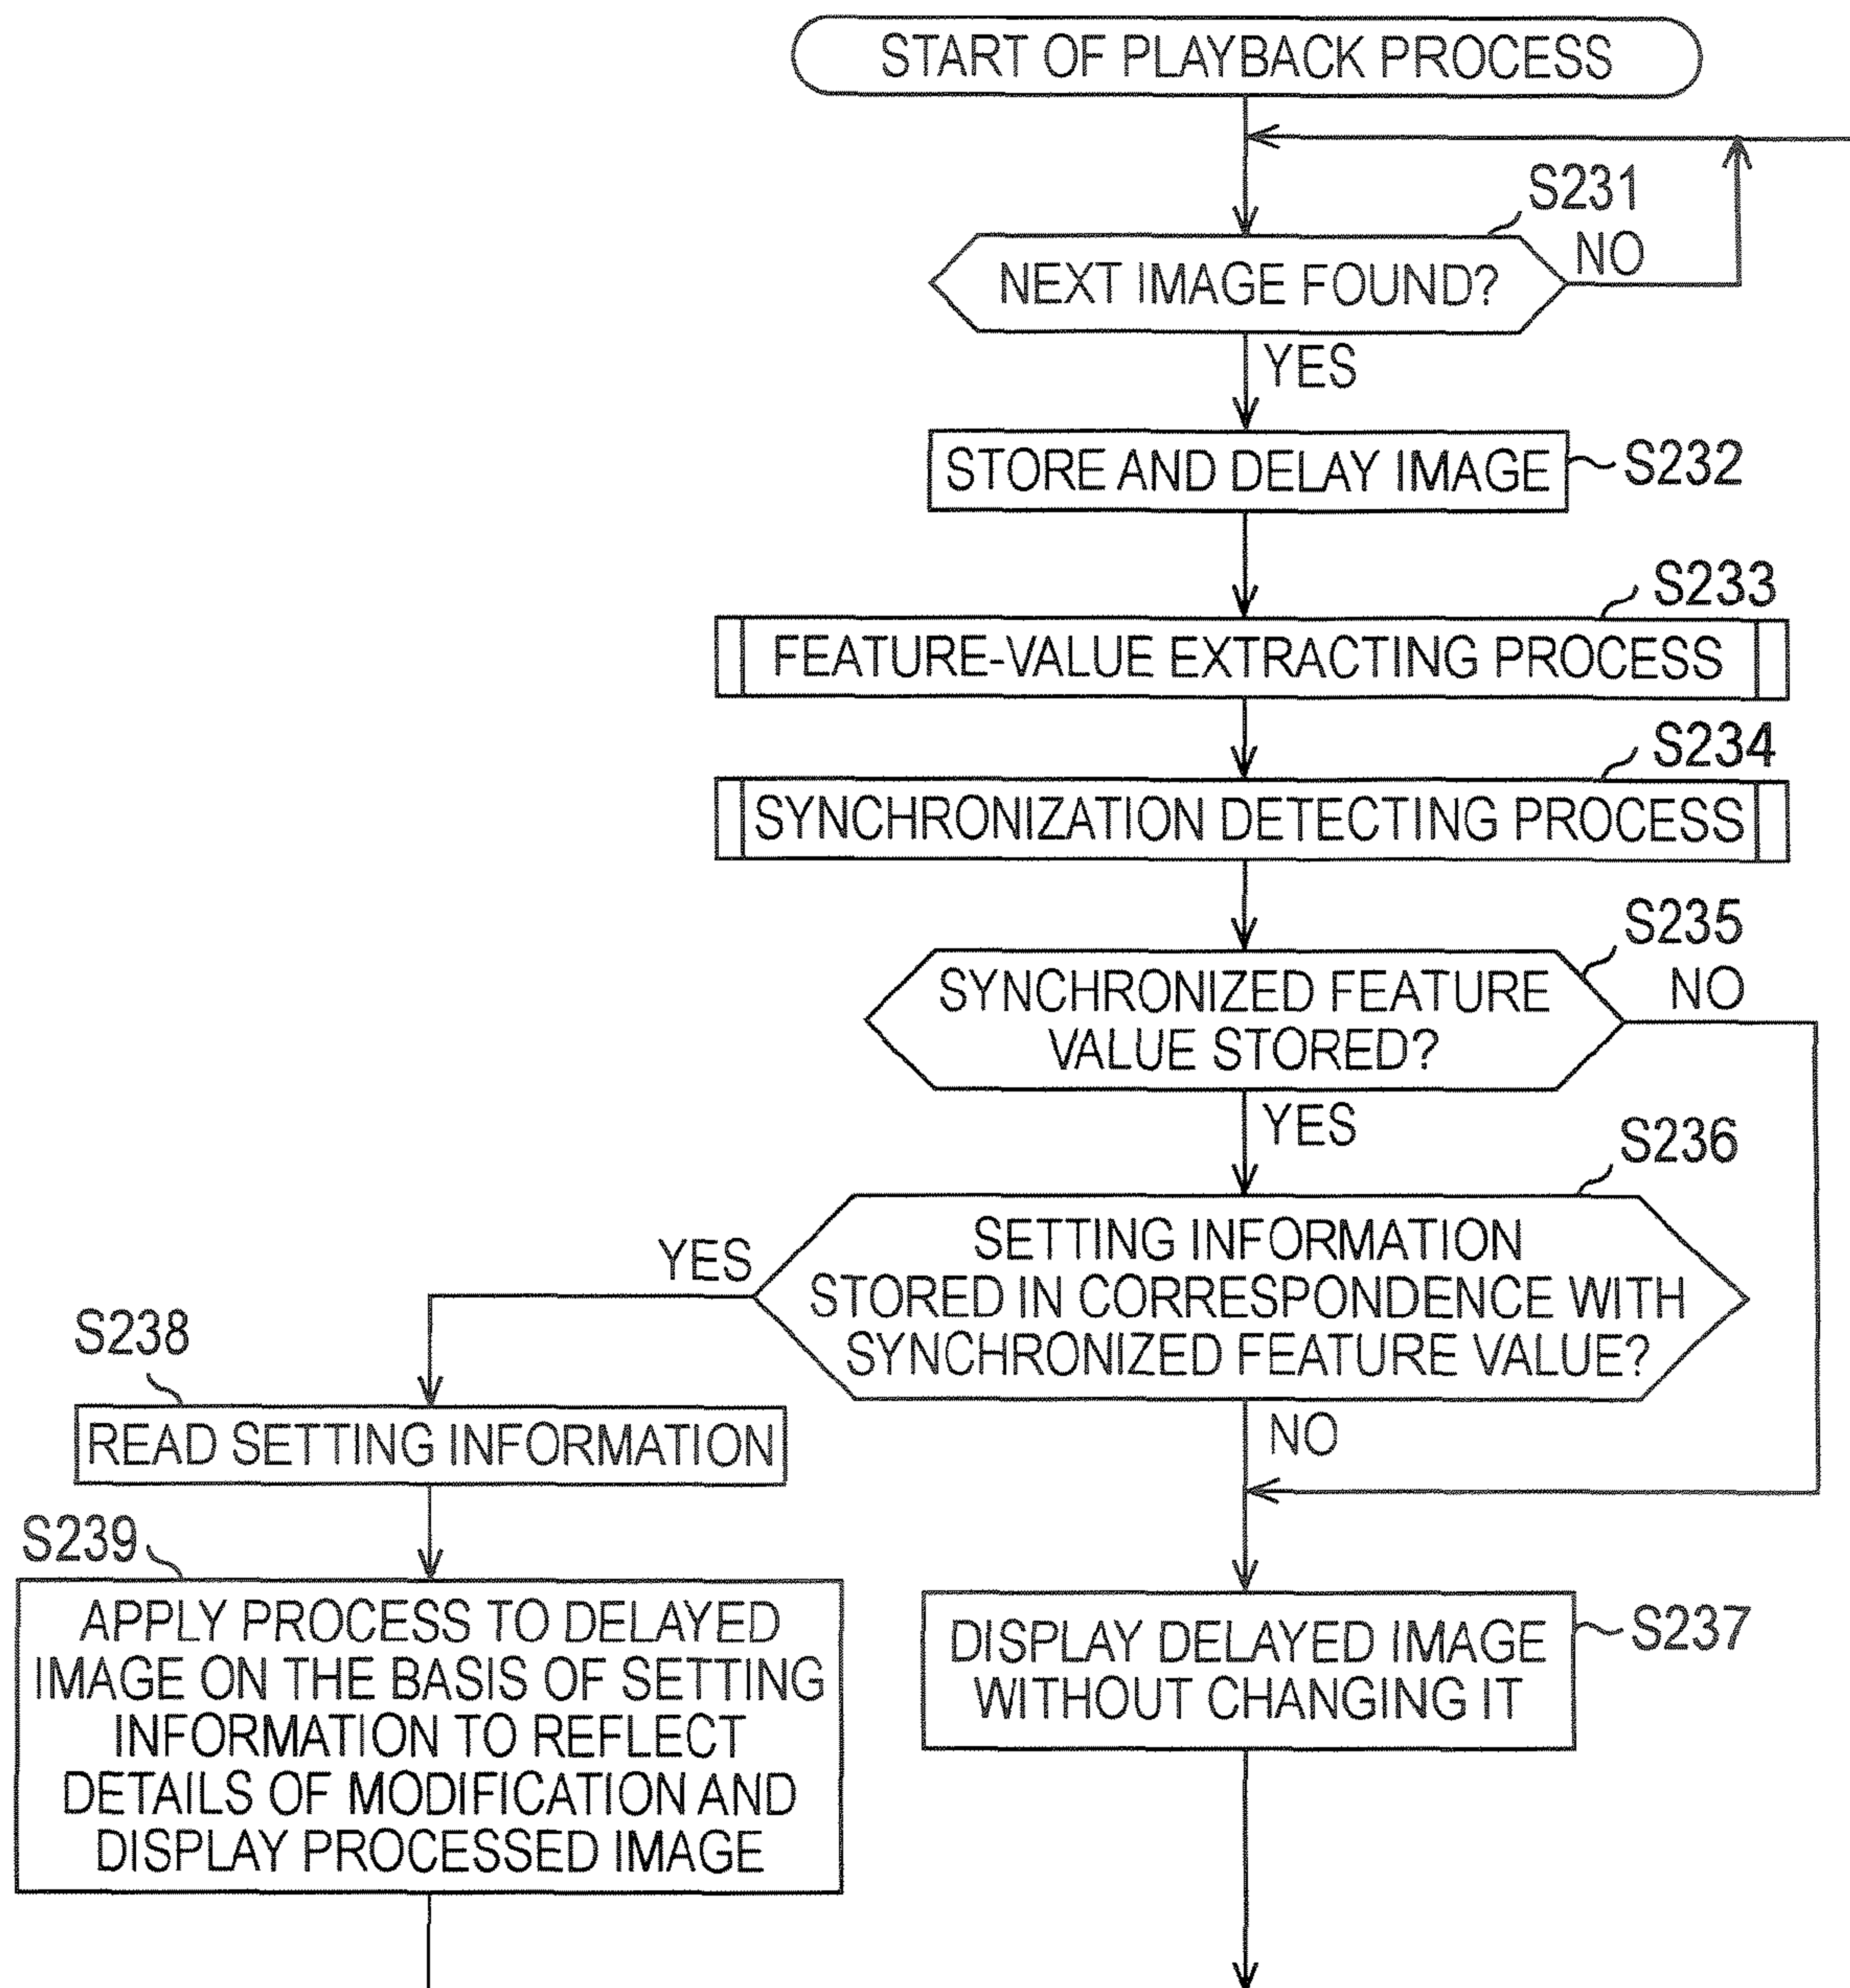 START OF PLAYBACK PROCESS
S231
NEXT IMAGE FOUND?
NO
YES
STORE AND DELAY IMAGE
S232
S233
FEATURE-VALUE EXTRACTING PROCESS
S234
SYNCHRONIZATION DETECTING PROCESS
S235
SYNCHRONIZED FEATURE
VALUE STORED?
NO
YES
S236
SETTING INFORMATION
STORED IN CORRESPONDENCE WITH
SYNCHRONIZED FEATURE VALUE?
YES
NO
S238
READ SETTING INFORMATION
S239
APPLY PROCESS TO DELAYED
IMAGE ON THE BASIS OF SETTING
INFORMATION TO REFLECT
DETAILS OF MODIFICATION AND
DISPLAY PROCESSED IMAGE
DISPLAY DELAYED IMAGE
WITHOUT CHANGING IT
S237